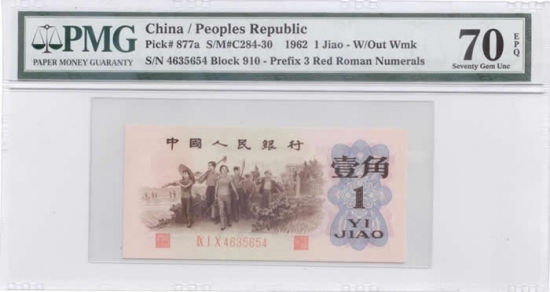 PMG
PAPER MONEY GUARANTY
China / Peoples Republic
Pick# 877a S/M#C284-30 1962 1 Jiao - W/Out Wmk
S/N 4635654 Block 910 - Prefix 3 Red Roman Numerals
70 EPQ
Seventy Gem Unc
中國人民銀行
壹角
1
YI
JIAO
IX I X 4635654